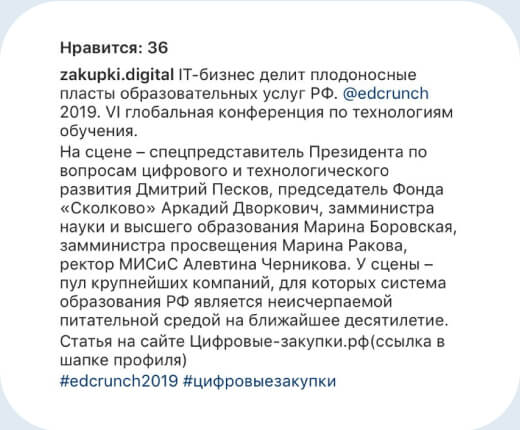 Нравится: 36
zakupki.digital IT-бизнес делит плодоносные
пласты образовательных услуг РФ. @edcrunch
2019. VI глобальная конференция по технологиям
обучения.
На сцене – спецпредставитель Президента по
вопросам цифрового и технологического
развития Дмитрий Песков, председатель Фонда
«Сколково» Аркадий Дворкович, замминистра
науки и высшего образования Марина Боровская,
замминистра просвещения Марина Ракова,
ректор МИСиС Алевтина Черникова. У сцены –
пул крупнейших компаний, для которых система
образования РФ является неисчерпаемой
питательной средой на ближайшее десятилетие.
Статья на сайте Цифровые-закупки.рф(ссылка в
шапке профиля)
#edcrunch2019 #цифровыезакупки